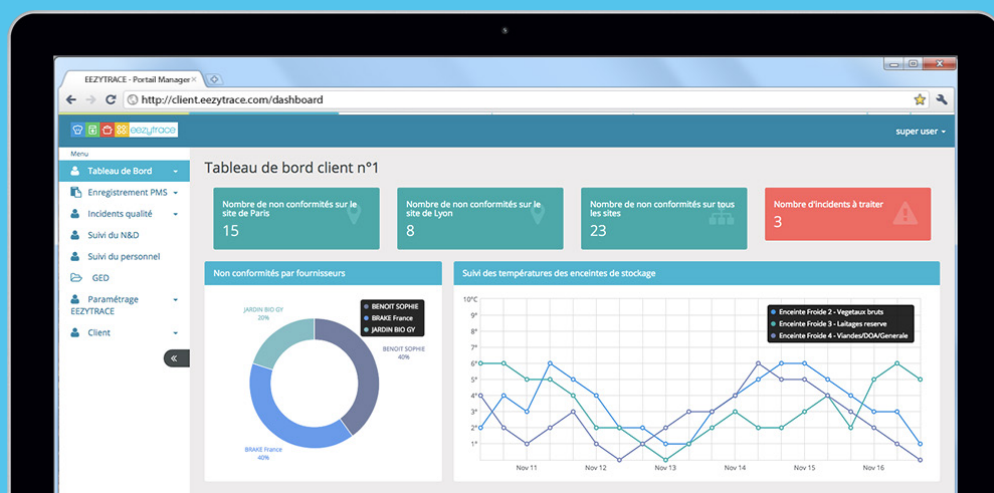 EEZYTRACE - Portail Manager
http://client.eezytrace.com/dashboard
eezytrace
super user
Menu
Tableau de Bord
Enregistrement PMS
Incidents qualité
Suivi du N&D
Suivi du personnel
GED
Paramétrage
EEZYTRACE
Client
Tableau de bord client n°1
Nombre de non conformités sur le
site de Paris
15
Nombre de non conformités sur le
site de Lyon
8
Nombre de non conformités sur tous
les sites
23
Nombre d'incidents à traiter
3
Non conformités par fournisseurs
JARDIN BIO GY
20%
BENOIT SOPHIE
BRAKE France
JARDIN BIO GY
BENOIT SOPHIE
40%
BRAKE France
40%
Suivi des températures des enceintes de stockage
10°C
9°
8°
7°
6°
5°
4°
3°
2°
1°
Enceinte Froide 2 - Vegetaux bruts
Enceinte Froide 3 - Laitages reserve
Enceinte Froide 4 - Viandes/DOA/Generale
Nov 11
Nov 12
Nov 13
Nov 14
Nov 15
Nov 16